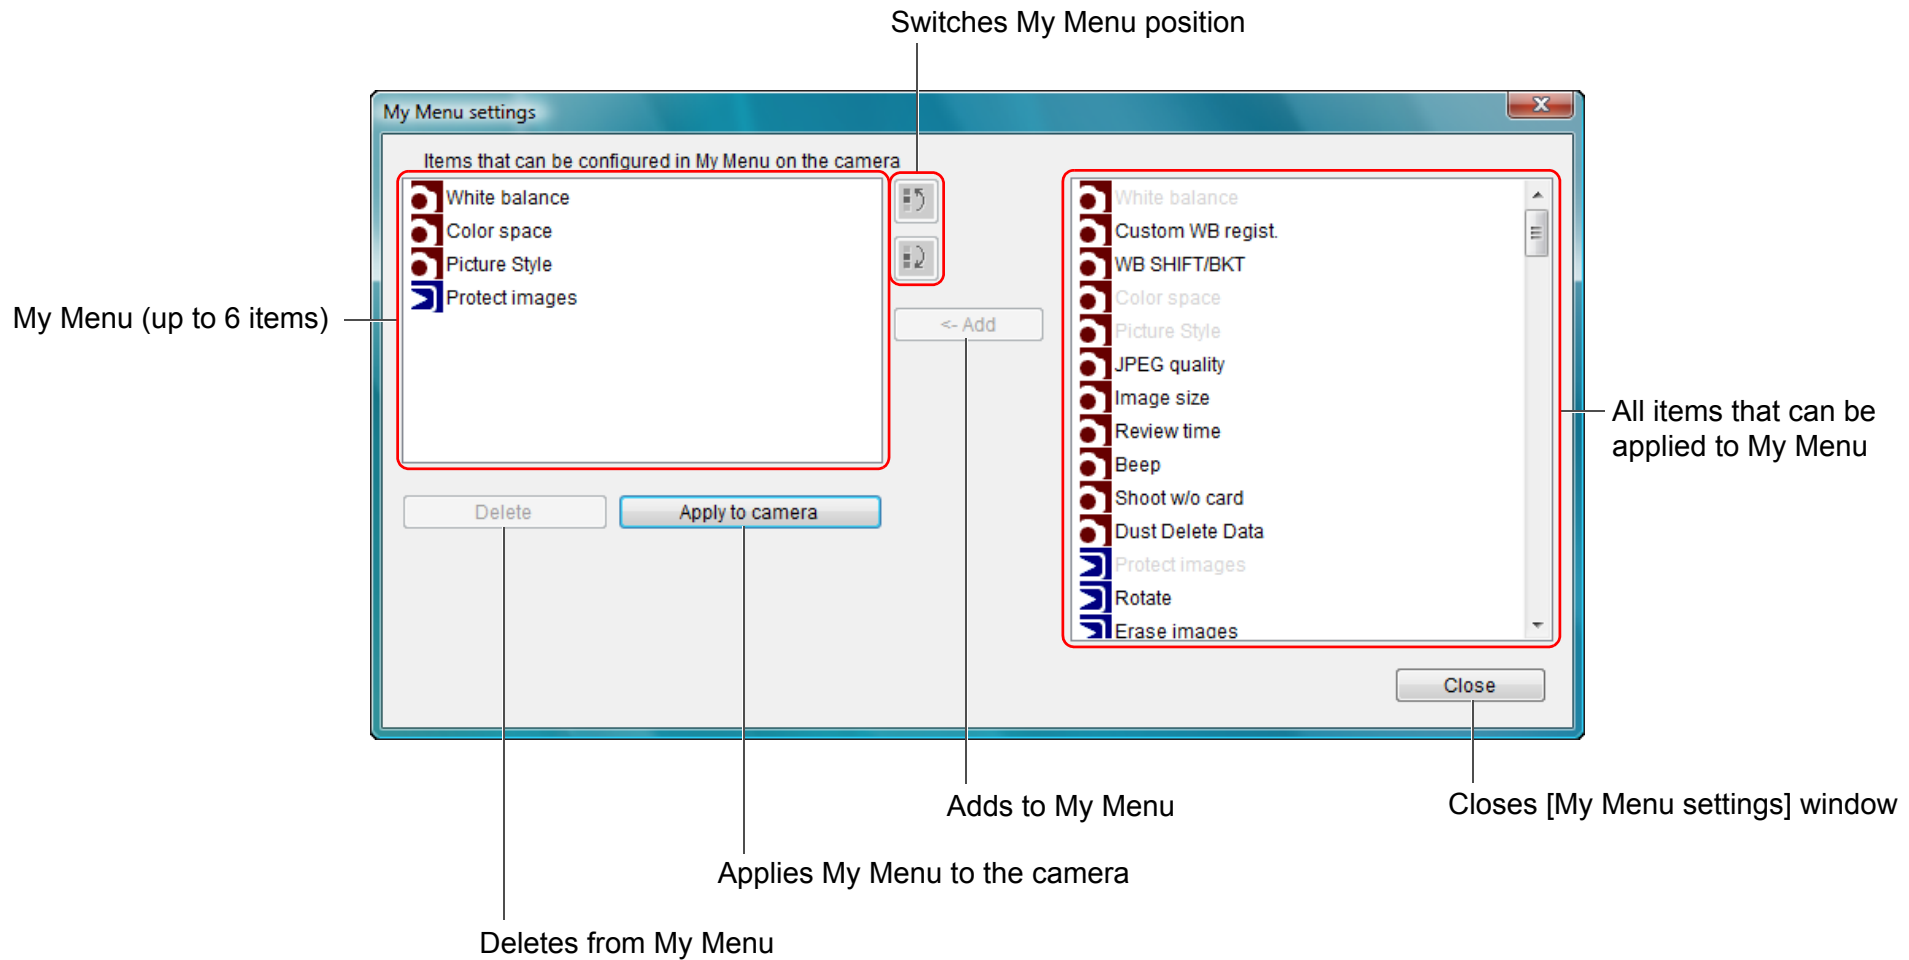 Switches My Menu position
My Menu settings
X
Items that can be configured in My Menu on the camera
White balance
Color space
Picture Style
Protect images
My Menu (up to 6 items)
<- Add
Delete
Apply to camera
White balance
Custom WB regist.
WB SHIFT/BKT
Color space
Picture Style
JPEG quality
Image size
Review time
Beep
Shoot w/o card
Dust Delete Data
Protect images
Rotate
Erase images
All items that can be
applied to My Menu
Close
Adds to My Menu
Closes [My Menu settings] window
Applies My Menu to the camera
Deletes from My Menu